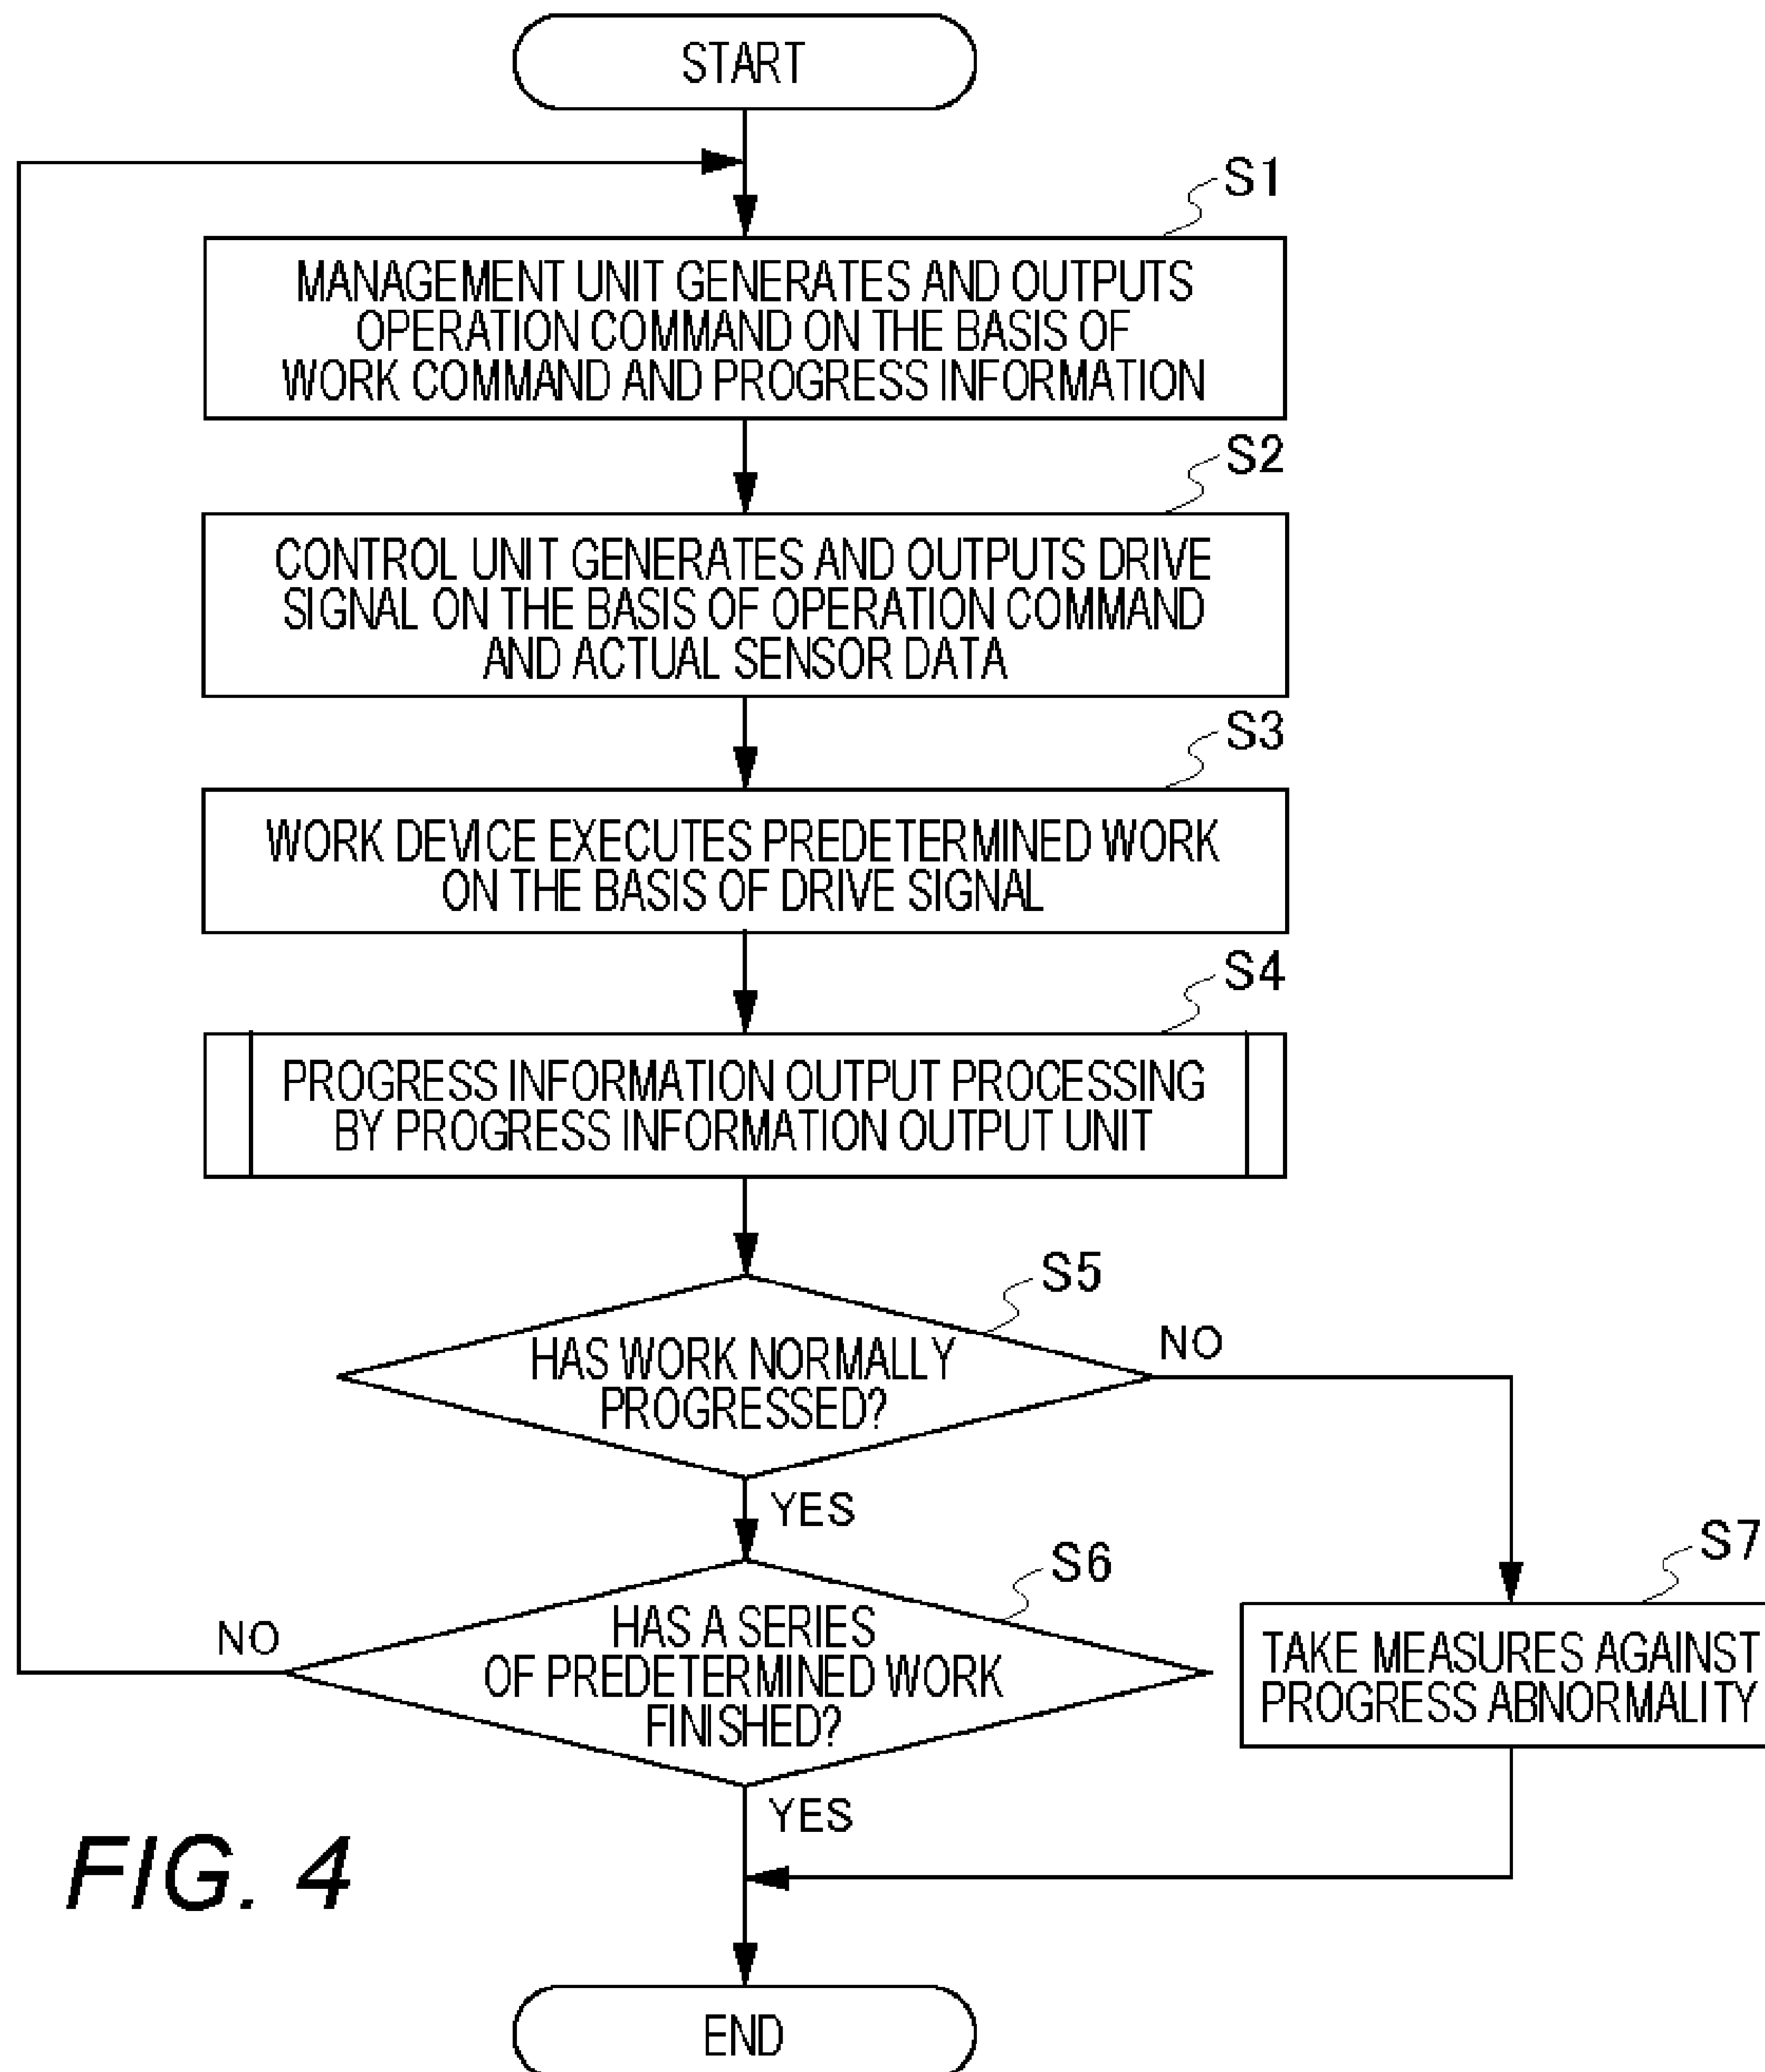 START
S1
MANAGEMENT UNIT GENERATES AND OUTPUTS
OPERATION COMMAND ON THE BASIS OF
WORK COMMAND AND PROGRESS INFORMATION
S2
CONTROL UNIT GENERATES AND OUTPUTS DRIVE
SIGNAL ON THE BASIS OF OPERATION COMMAND
AND ACTUAL SENSOR DATA
S3
WORK DEVICE EXECUTES PREDETERMINED WORK
ON THE BASIS OF DRIVE SIGNAL
S4
PROGRESS INFORMATION OUTPUT PROCESSING
BY PROGRESS INFORMATION OUTPUT UNIT
S5
HAS WORK NORMALLY
PROGRESSED?
NO
YES
S6
HAS A SERIES
OF PREDETERMINED WORK
FINISHED?
NO
YES
S7
TAKE MEASURES AGAINST
PROGRESS ABNORMALITY
FIG. 4
END